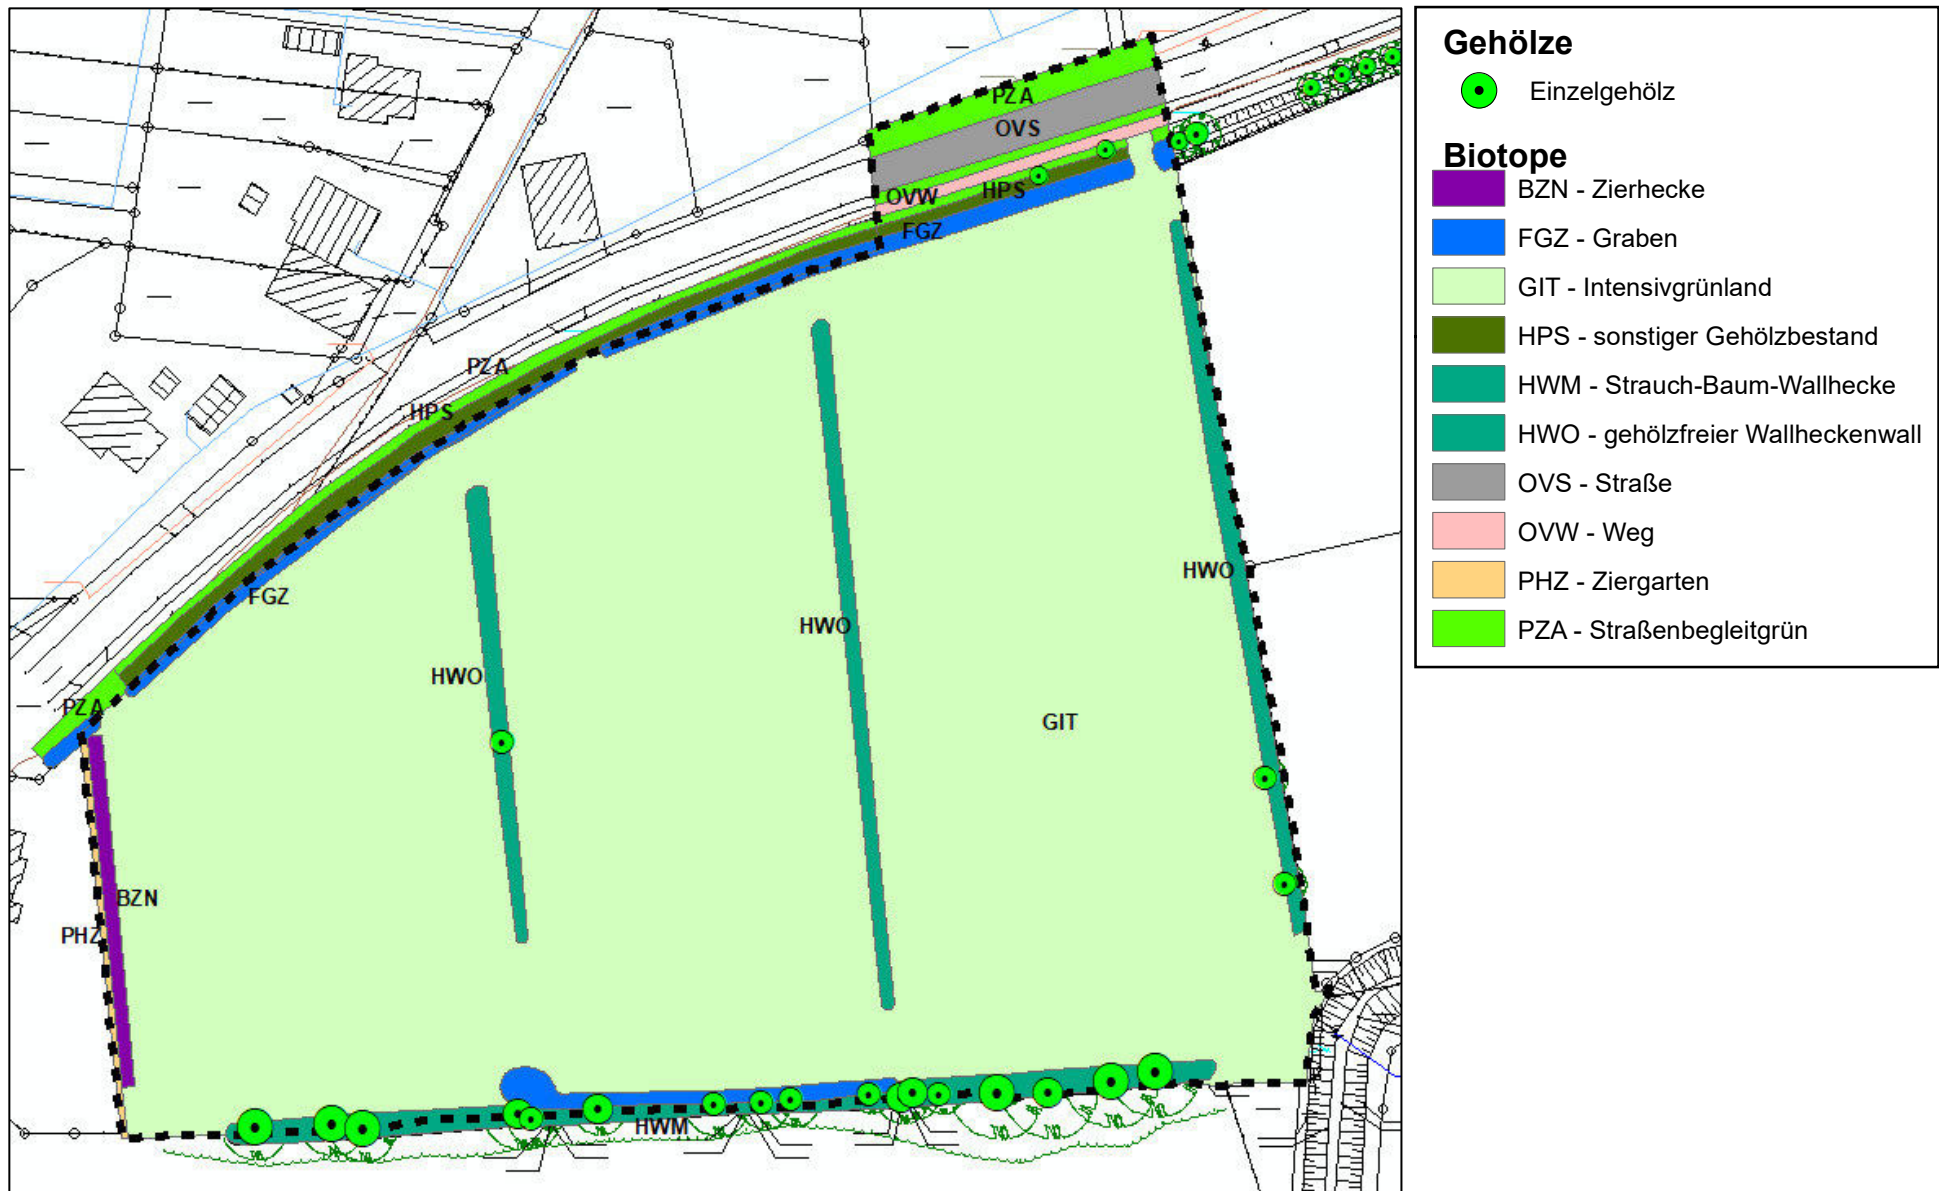 PZA
OVS
OVW
HPS
FGZ
PZA
HPS
FGZ
HWO
HWO
HWO
PZA
GIT
BZN
PHZ
HWM
Gehölze
Einzelgehölz
Biotope
BZN - Zierhecke
FGZ - Graben
GIT - Intensivgrünland
HPS - sonstiger Gehölzbestand
HWM - Strauch-Baum-Wallhecke
HWO - gehölzfreier Wallheckenwall
OVS - Straße
OVW - Weg
PHZ - Ziergarten
PZA - Straßenbegleitgrün